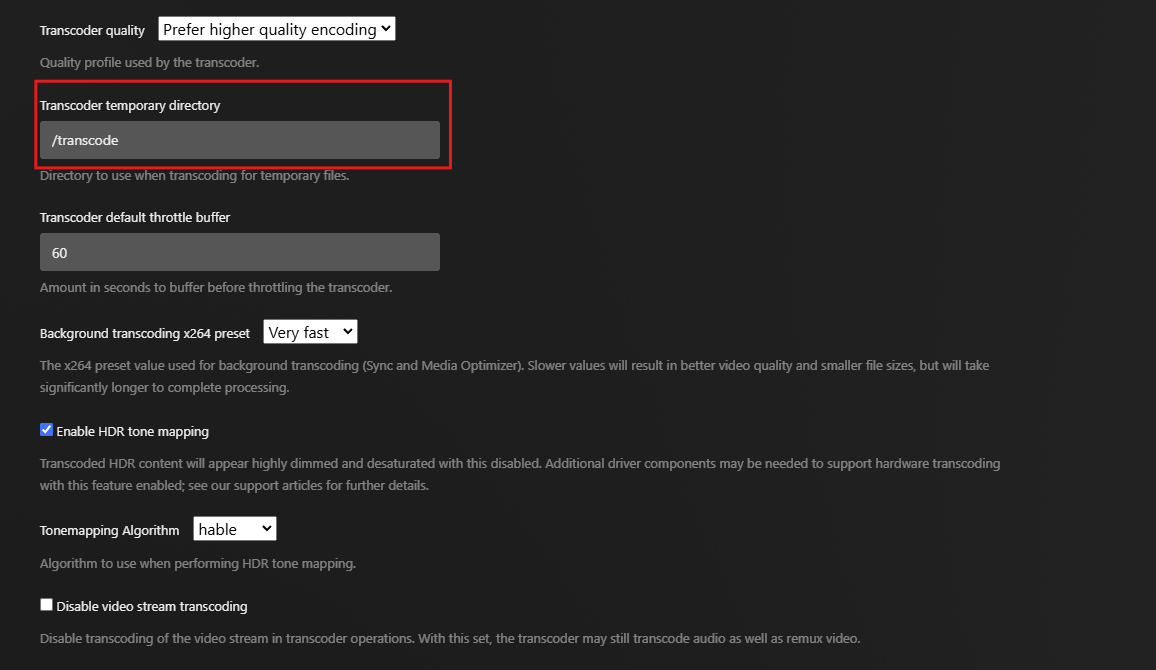 Transcoder quality Prefer higher quality encoding
Quality profile used by the transcoder.
Transcoder temporary directory
/transcode
Directory to use when transcoding for temporary files.
Transcoder default throttle buffer
60
Amount in seconds to buffer before throttling the transcoder.
Background transcoding x264 preset Very fast
The x264 preset value used for background transcoding (Sync and Media Optimizer). Slower values will result in better video quality and smaller file sizes, but will take
significantly longer to complete processing.
Enable HDR tone mapping
Transcoded HDR content will appear highly dimmed and desaturated with this disabled. Additional driver components may be needed to support hardware transcoding
with this feature enabled; see our support articles for further details.
Tonemapping Algorithm hable
Algorithm to use when performing HDR tone mapping.
Disable video stream transcoding
Disable transcoding of the video stream in transcoder operations. With this set, the transcoder may still transcode audio as well as remux video.